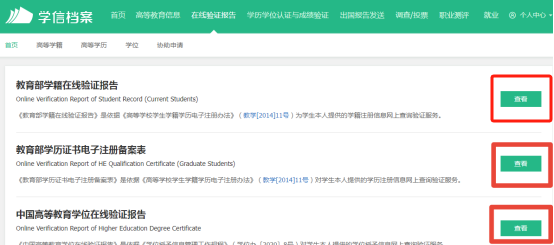 学信档案 首页 高等教育信息 在线验证报告 学历学位认证与成绩验证 出国报告发送 调查/投票 职业测评 就业 个人中心
首页 高等学籍 高等学历 学位 协助申请
教育部学籍在线验证报告
Online Verification Report of Student Record (Current Students)
查看
《教育部学籍在线验证报告》是依据《高等学校学生学籍学历电子注册办法》（教学[2014]11号）为学生本人提供的学籍注册信息网上查询验证服务。
教育部学历证书电子注册备案表
Online Verification Report of HE Qualification Certificate (Graduate Students)
查看
《教育部学历证书电子注册备案表》是依据《高等学校学生学籍学历电子注册办法》（教学[2014]11号）对学生本人提供的学历注册信息网上查询验证服务。
中国高等教育学位在线验证报告
Online Verification Report of Higher Education Degree Certificate
查看